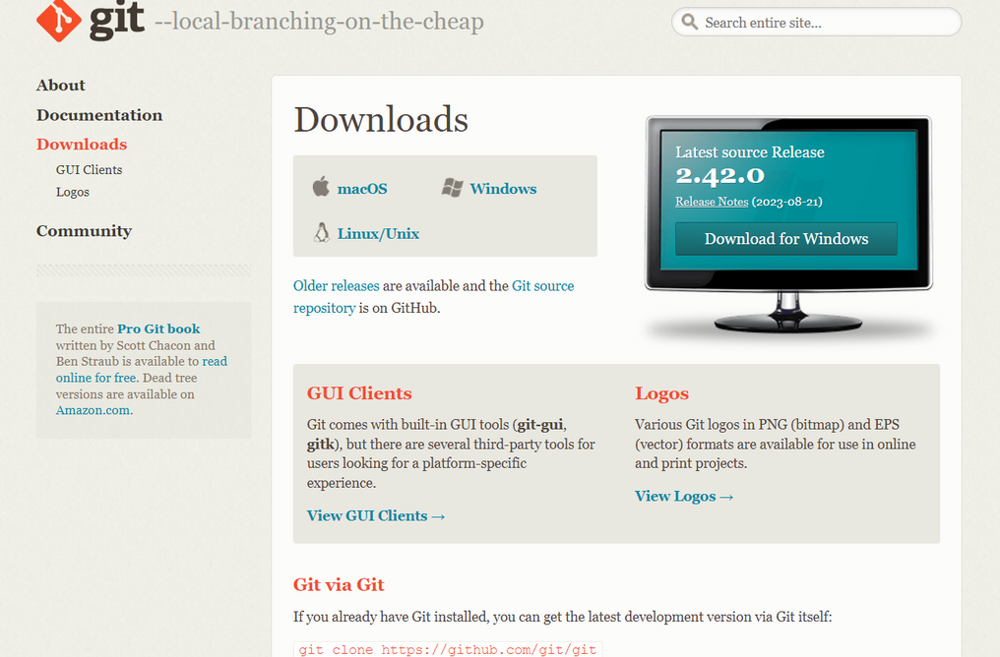 git --local-branching-on-the-cheap
Search entire site...
About
Documentation
Downloads
GUI Clients
Logos
Community
The entire Pro Git book
written by Scott Chacon and
Ben Straub is available to read
online for free. Dead tree
versions are available on
Amazon.com.
Downloads
macOS
Windows
Linux/Unix
Older releases are available and the Git source
repository is on GitHub.
Latest source Release
2.42.0
Release Notes (2023-08-21)
Download for Windows
GUI Clients
Git comes with built-in GUI tools (git-gui,
gitk), but there are several third-party tools for
users looking for a platform-specific
experience.
View GUI Clients →
Logos
Various Git logos in PNG (bitmap) and EPS
(vector) formats are available for use in online
and print projects.
View Logos →
Git via Git
If you already have Git installed, you can get the latest development version via Git itself:
git clone https://github.com/git/git